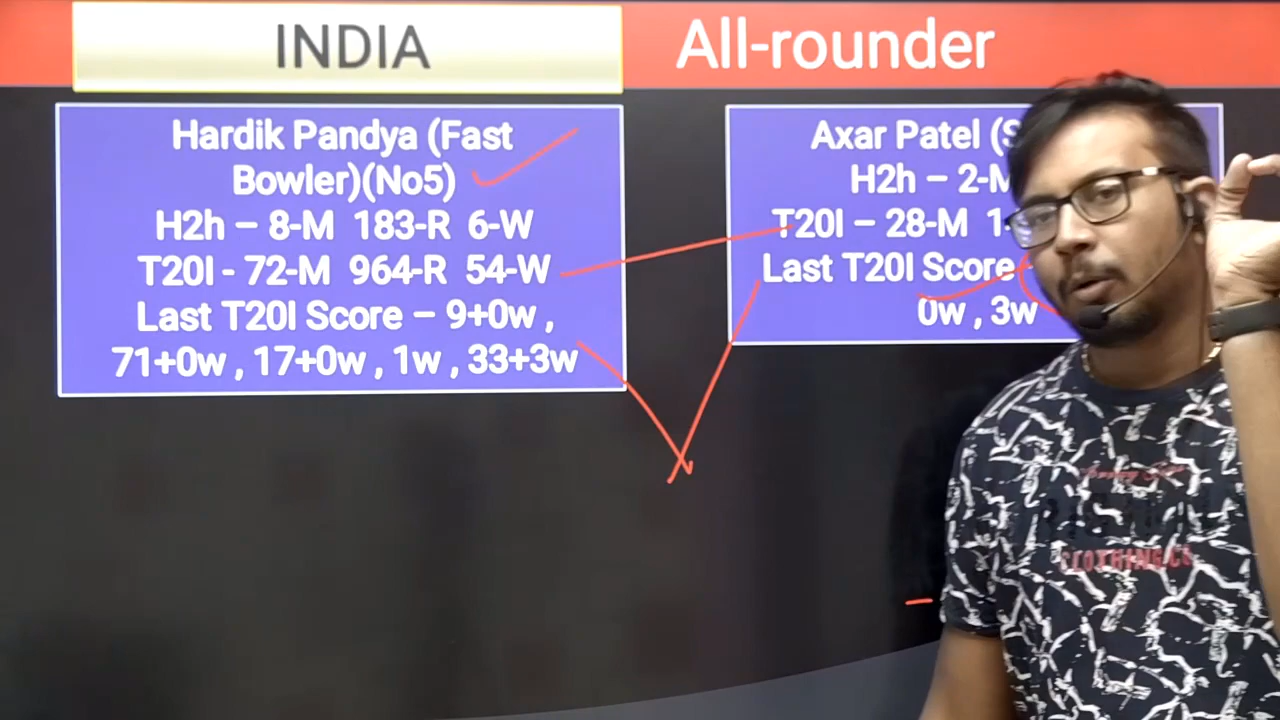 INDIA
All-rounder
Hardik Pandya (Fast
Bowler)(No5)
H2h – 8-M 183-R 6-W
T20I - 72-M 964-R 54-W
Last T20I Score – 9+0w ,
71+0w , 17+0w , 1w , 33+3w
Axar Patel
H2h – 2-M
T20I – 28-M
Last T20I Score
0w , 3w
CLOTHING CO